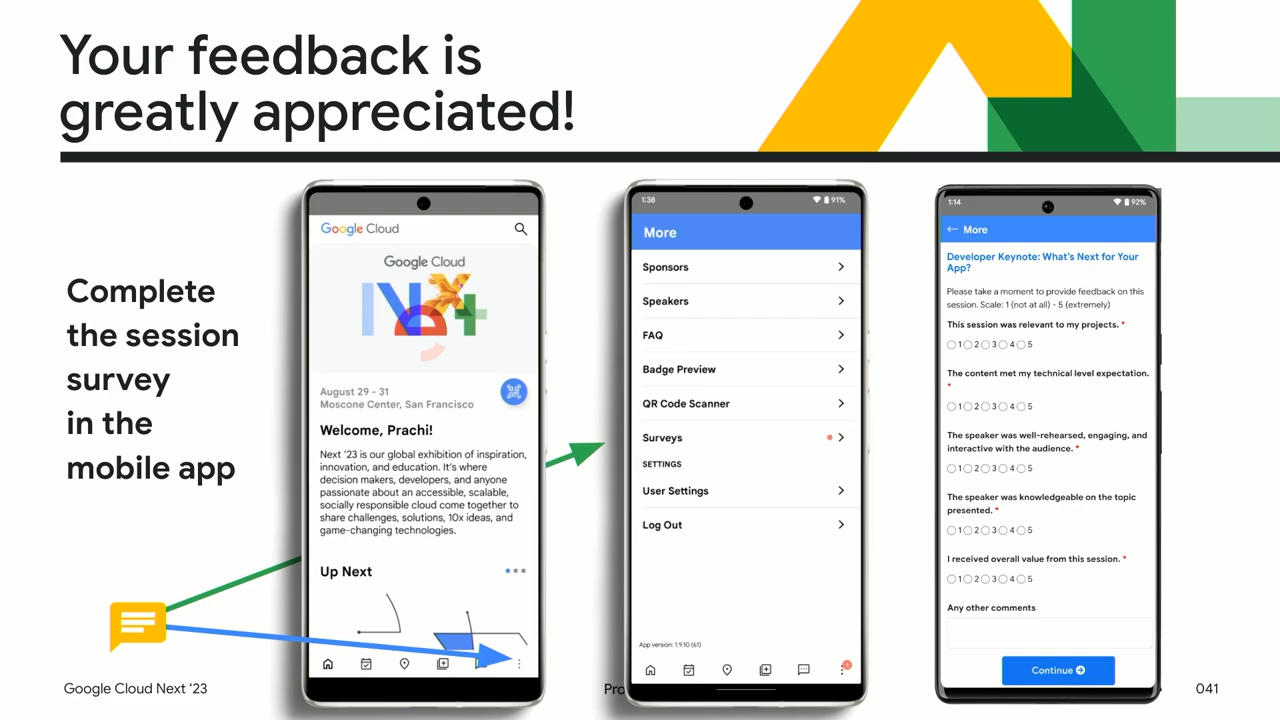 Your feedback is
greatly appreciated!
Complete
the session
survey
in the
mobile app
Google Cloud
Google Cloud
Next
August 29 - 31
Moscone Center, San Francisco
Welcome, Prachi!
Next '23 is our global exhibition of inspiration,
innovation, and education. It's where
decision makers, developers, and anyone
passionate about an accessible, scalable,
socially responsible cloud come together to
share challenges, solutions, 10x ideas, and
game-changing technologies.
Up Next
1:38 91%
More
Sponsors
Speakers
FAQ
Badge Preview
QR Code Scanner
Surveys
SETTINGS
User Settings
Log Out
App version: 1.9.10 (61)
1:14 92%
More
Developer Keynote: What's Next for Your
App?
Please take a moment to provide feedback on this
session. Scale: 1 (not at all) - 5 (extremely)
This session was relevant to my projects. *
1 2 3 4 5
The content met my technical level expectation.
*
1 2 3 4 5
The speaker was well-rehearsed, engaging, and
interactive with the audience. *
1 2 3 4 5
The speaker was knowledgeable on the topic
presented. *
1 2 3 4 5
I received overall value from this session. *
1 2 3 4 5
Any other comments
Continue
Google Cloud Next '23
041